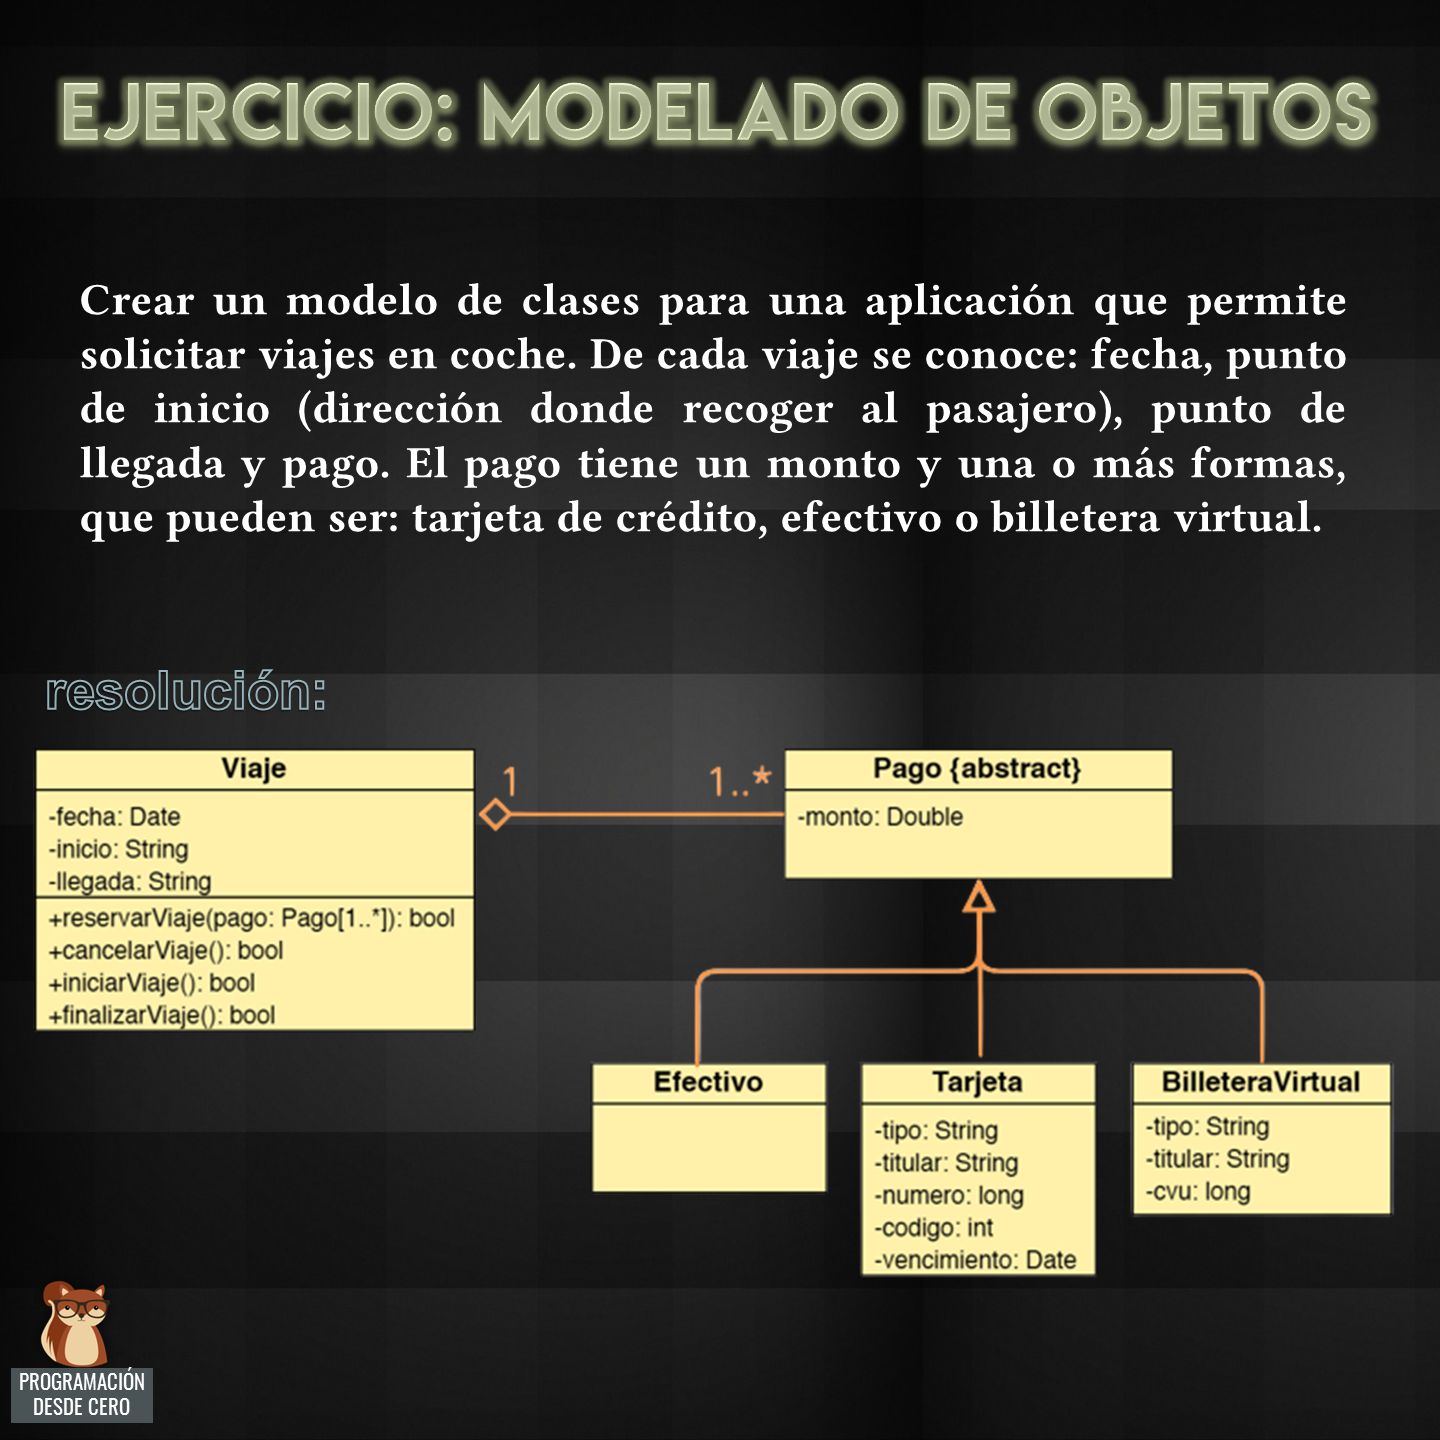 EJERCICIO: MODELADO DE OBJETOS
Crear un modelo de clases para una aplicación que permite
solicitar viajes en coche. De cada viaje se conoce: fecha, punto
de inicio (dirección donde recoger al pasajero), punto de
llegada y pago. El pago tiene un monto y una o más formas,
que pueden ser: tarjeta de crédito, efectivo o billetera virtual.
resolución:
Viaje
-fecha: Date
-inicio: String
-llegada: String
+reservarViaje(pago: Pago[1..*]): bool
+cancelarViaje(): bool
+iniciarViaje(): bool
+finalizarViaje(): bool
1
1..*
Pago {abstract}
-monto: Double
Efectivo
Tarjeta
-tipo: String
-titular: String
-numero: long
-codigo: int
-vencimiento: Date
BilleteraVirtual
-tipo: String
-titular: String
-cvu: long
PROGRAMACIÓN
DESDE CERO